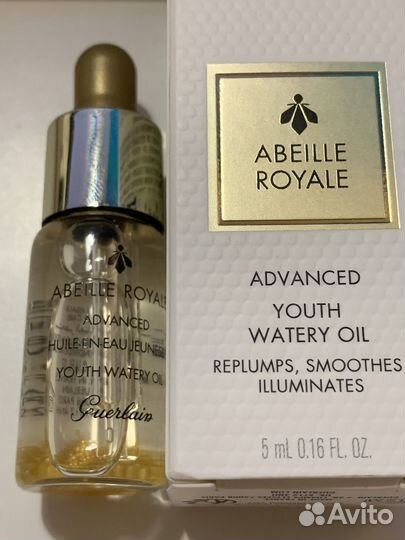 ABEILLE ROYALE
ADVANCED
HUILE-EN-EAU JEUNESSE
YOUTH WATERY OIL
Guerlain
ABEILLE
ROYALE
ADVANCED
YOUTH
WATERY OIL
REPLUMPS, SMOOTHES,
ILLUMINATES
5 mL 0.16 FL. OZ.
Avito